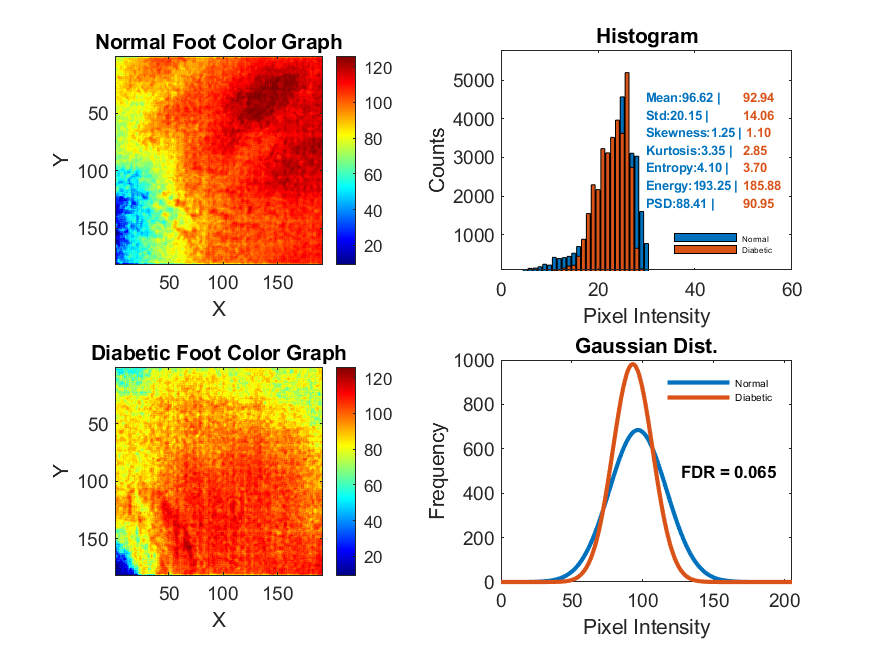 Normal Foot Color Graph
120
100
80
60
40
20
50
100
150
Y
50 100 150
X
Histogram
5000
4000
3000
2000
1000
Counts
Mean:96.62 | 92.94
Std:20.15 | 14.06
Skewness:1.25 | 1.10
Kurtosis:3.35 | 2.85
Entropy:4.10 | 3.70
Energy:193.25 | 185.88
PSD:88.41 | 90.95
Normal
Diabetic
0 20 40 60
Pixel Intensity
Diabetic Foot Color Graph
120
100
80
60
40
20
50
100
150
Y
50 100 150
X
Gaussian Dist.
1000
800
600
400
200
0
Frequency
Normal
Diabetic
FDR = 0.065
0 50 100 150 200
Pixel Intensity